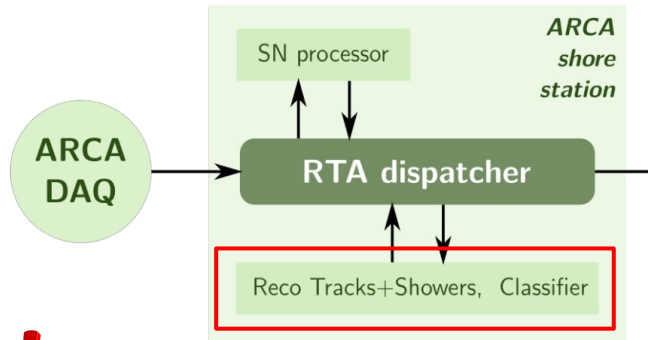 ARCA
shore
station
SN processor
ARCA
DAQ
RTA dispatcher
Reco Tracks+Showers, Classifier